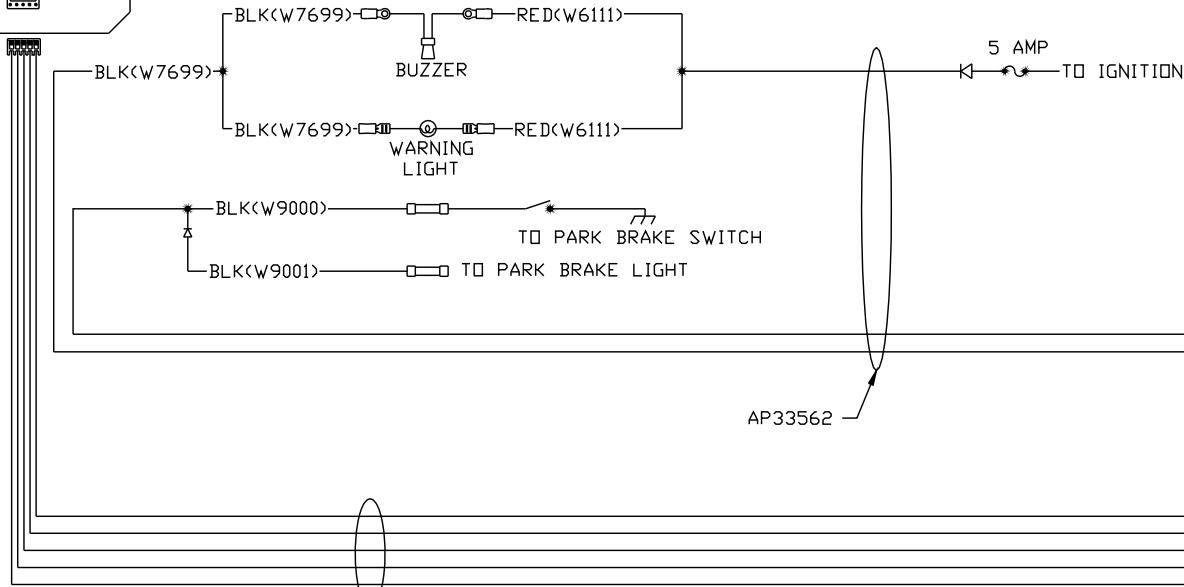 BLK(W7699) RED(W6111)
5 AMP
BUZZER
BLK(W7699) TO IGNITION
BLK(W7699) RED(W6111)
WARNING
LIGHT
BLK(W9000)
TO PARK BRAKE SWITCH
BLK(W9001) TO PARK BRAKE LIGHT
AP33562